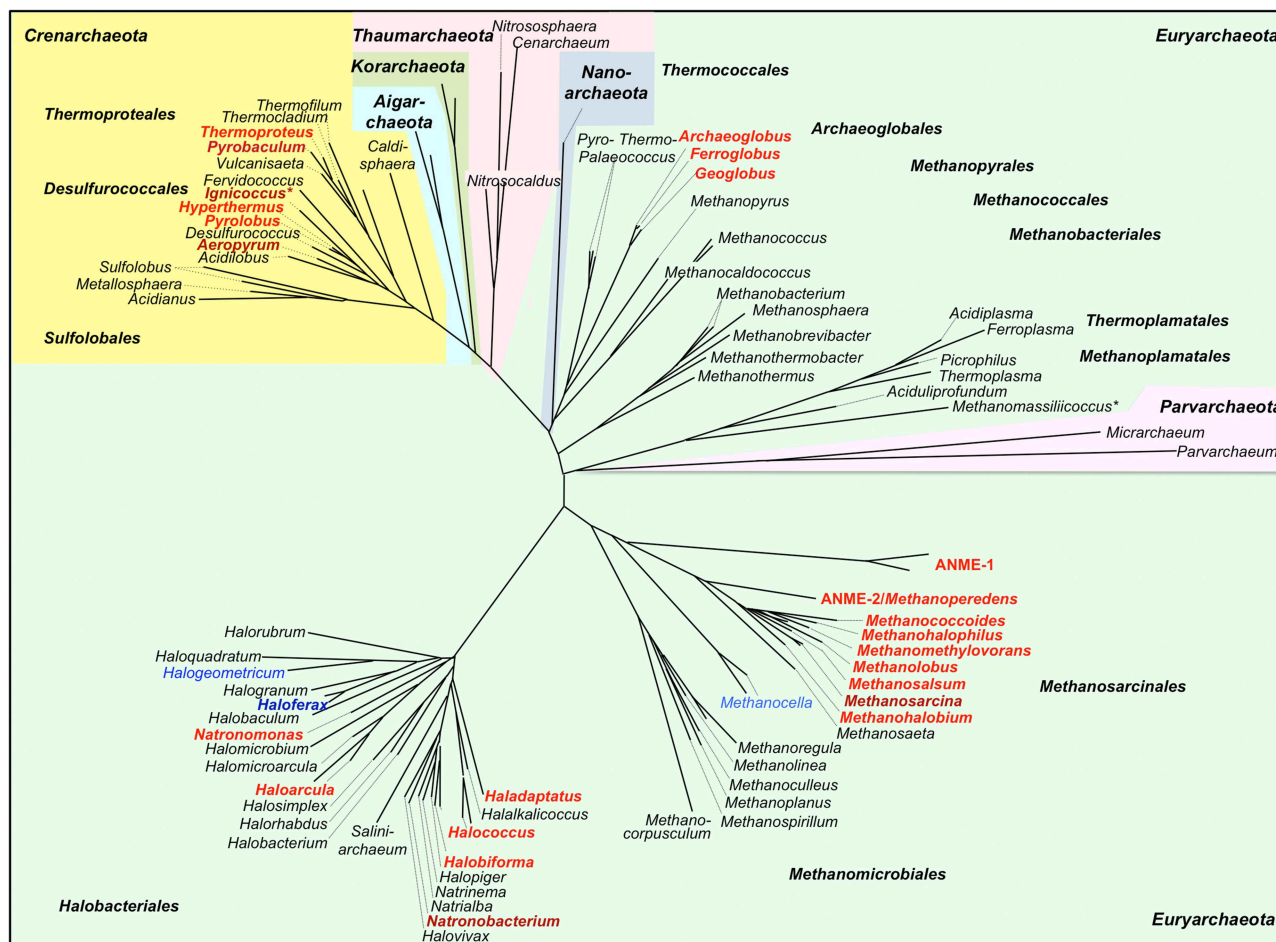 Crenarchaeota
Thaumarchaeota
Nitrososphaera
Cenarchaeum
Euryarchaeota
Korarchaeota
Nano-
archaeota
Thermococcales
Aigar-
chaeota
Thermoproteales
Thermofilum
Thermocladium
Thermoproteus
Pyrobaculum
Vulcanisaeta
Caldi-
sphaera
Desulfurococcales
Fervidococcus
Ignicoccus*
Hyperthermus
Pyrolobus
Desulfurococcus
Aeropyrum
Acidilobus
Sulfolobus
Metallosphaera
Acidianus
Sulfolobales
Nitrosocaldus
Pyro- Thermo-
Palaeococcus
Archaeoglobus
Ferroglobus
Geoglobus
Archaeoglobales
Methanopyrales
Methanopyrus
Methanococcales
Methanococcus
Methanobacteriales
Methanocaldococcus
Methanobacterium
Methanosphaera
Methanobrevibacter
Methanothermobacter
Methanothermus
Acidiplasma
Ferroplasma
Thermoplamatales
Picrophilus
Methanoplamatales
Thermoplasma
Aciduliprofundum
Methanomassiliicoccus*
Parvarchaeota
Micrarchaeum
Parvarchaeum
ANME-1
ANME-2/Methanoperedens
Methanococcoides
Methanohalophilus
Methanomethylovorans
Methanolobus
Methanosalsum
Methanosarcina
Methanohalobium
Methanosaeta
Methanosarcinales
Methanocella
Methanoregula
Methanolinea
Methanoculleus
Methanoplanus
Methanospirillum
Methano-
corpusculum
Methanomicrobiales
Halorubrum
Haloquadratum
Halogeometricum
Halogranum
Haloferax
Halobaculum
Natronomonas
Halomicrobium
Halomicroarcula
Haloarcula
Halosimplex
Halorhabdus
Halobacterium
Salini-
archaeum
Haladaptatus
Halalkalicoccus
Halococcus
Halobiforma
Halopiger
Natrinema
Natrialba
Natronobacterium
Halovivax
Halobacteriales
Euryarchaeota